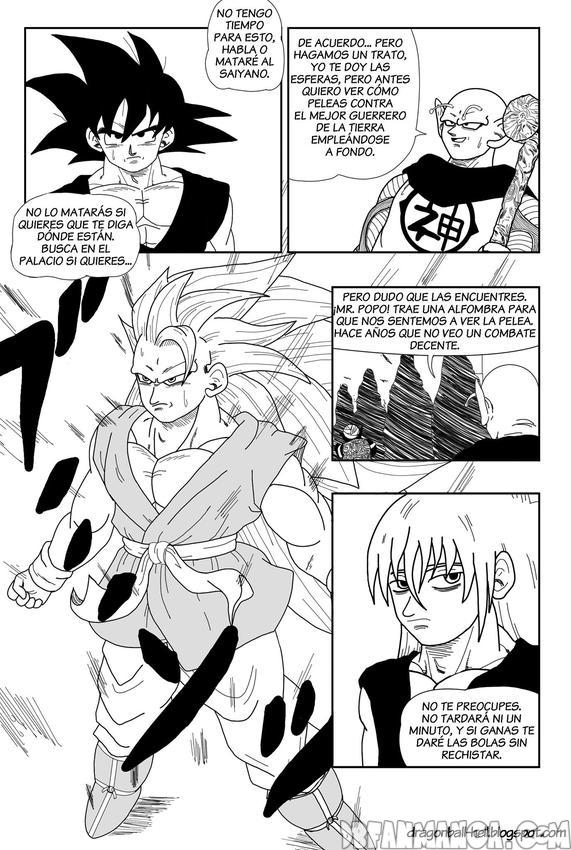 NO TENGO
TIEMPO
PARA ESTO,
HABLA O
MATARÉ AL
SAIYANO.
DE ACUERDO... PERO
HAGAMOS UN TRATO,
YO TE DOY LAS
ESFERAS, PERO ANTES
QUIERO VER CÓMO
PELEAS CONTRA
EL MEJOR GUERRERO
DE LA TIERRA
EMPLEÁNDOSE
A FONDO.
神
NO LO MATARÁS SI
QUIERES QUE TE DIGA
DÓNDE ESTÁN.
BUSCA EN EL
PALACIO SI QUIERES...
PERO DUDO QUE LAS ENCUENTRES.
¡MR. POPO! TRAE UNA ALFOMBRA
PARA QUE NOS SENTEMOS A VER LA PELEA.
HACE AÑOS QUE NO VEO UN COMBATE
DECENTE.
NO TE PREOCUPES.
NO TARDARÁ NI UN
MINUTO, Y SI GANAS TE
DARÉ LAS BOLAS SIN
RECHISTAR.